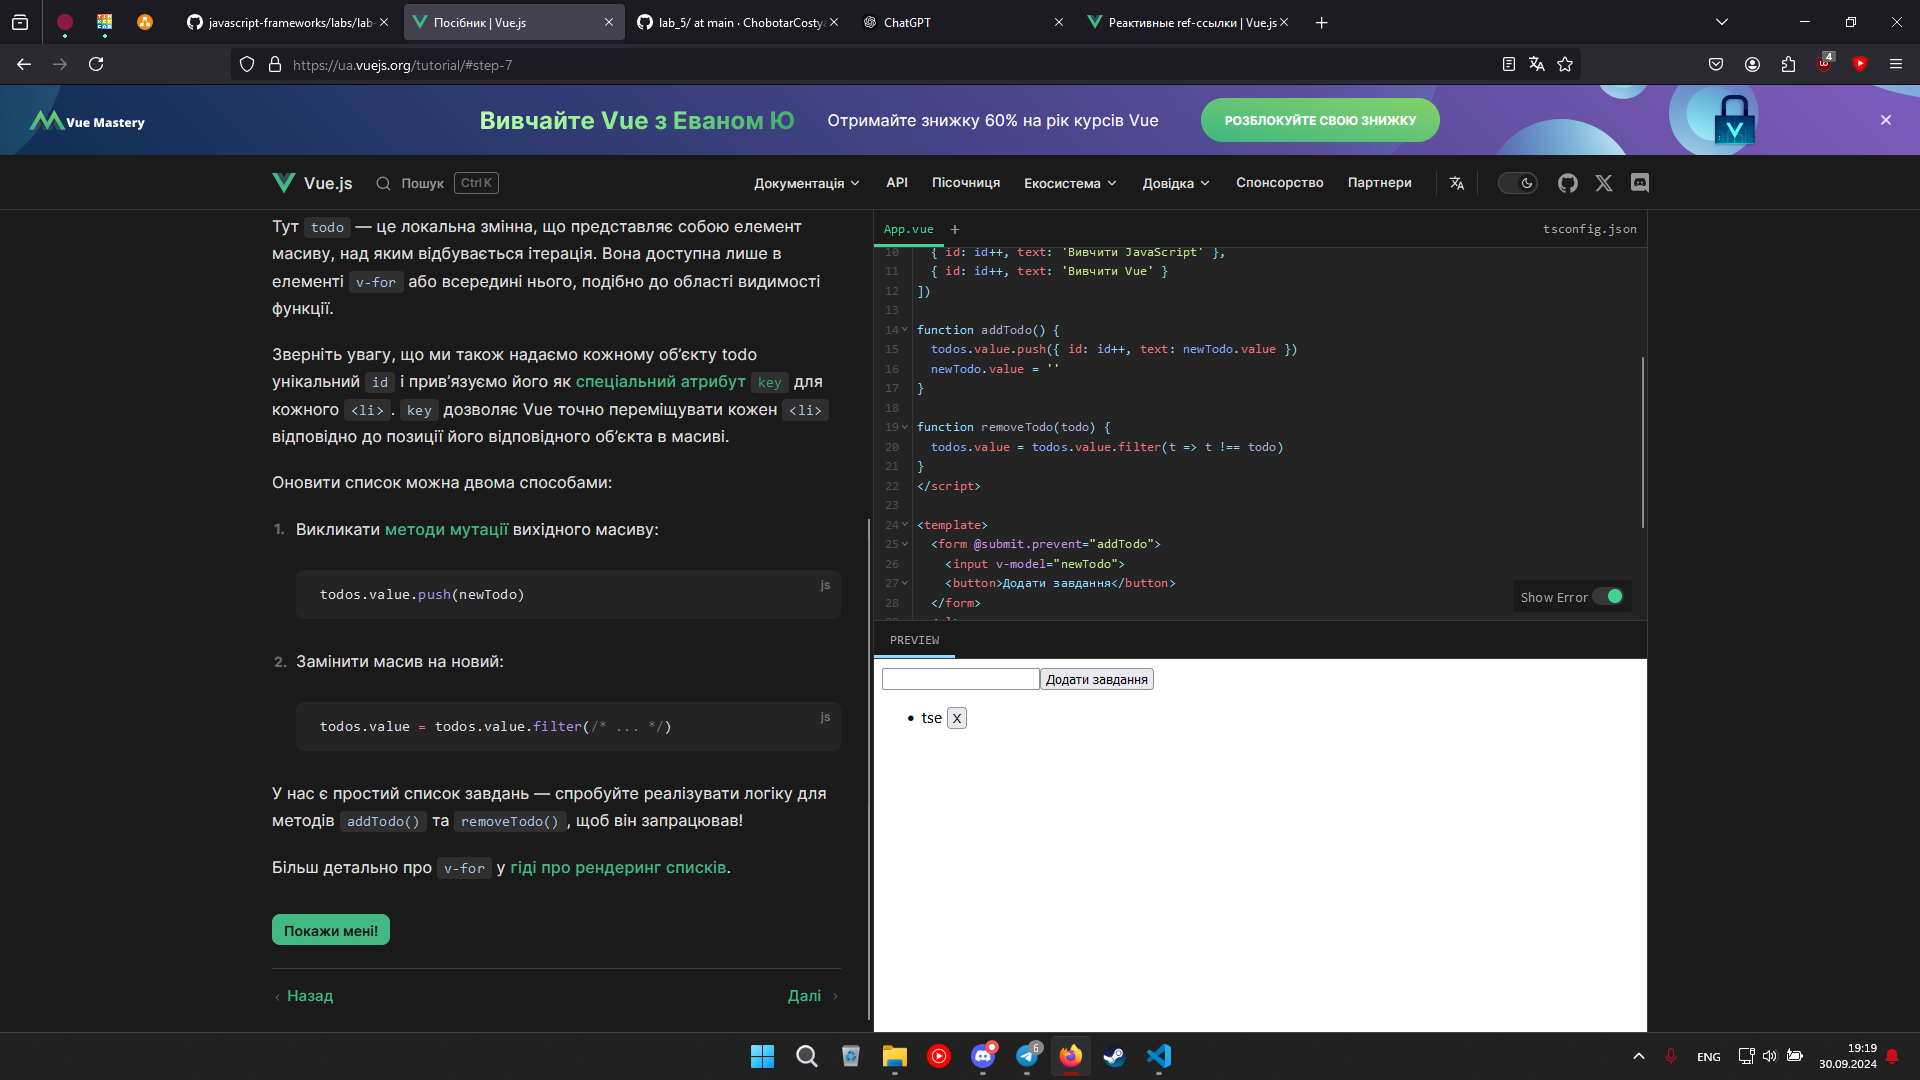 javascript-frameworks/labs/lab-
Посібник | Vue.js
lab_5/ at main · ChobotarCostya
ChatGPT
Реактивные ref-ссылки | Vue.js
https://ua.vuejs.org/tutorial/#step-7
4
Vue Mastery
Вивчайте Vue з Еваном Ю
Отримайте знижку 60% на рік курсів Vue
РОЗБЛОКУЙТЕ СВОЮ ЗНИЖКУ
Vue.js
Пошук
Ctrl K
Документація
API
Пісочниця
Екосистема
Довідка
Спонсорство
Партнери
Тут todo — це локальна змінна, що представляє собою елемент
масиву, над яким відбувається ітерація. Вона доступна лише в
елементі v-for або всередині нього, подібно до області видимості
функції.
Зверніть увагу, що ми також надаємо кожному обʼєкту todo
унікальний id і привʼязуємо його як спеціальний атрибут key для
кожного <li>. key дозволяє Vue точно переміщувати кожен <li>
відповідно до позиції його відповідного обʼєкта в масиві.
Оновити список можна двома способами:
1. Викликати методи мутації вихідного масиву:
js
todos.value.push(newTodo)
2. Замінити масив на новий:
js
todos.value = todos.value.filter(/* ... */)
У нас є простий список завдань — спробуйте реалізувати логіку для
методів addTodo() та removeTodo(), щоб він запрацював!
Більш детально про v-for у гіді про рендеринг списків.
Покажи мені!
Назад
Далі
App.vue
+
tsconfig.json
10 { id: id++, text: 'Вивчити JavaScript' },
11 { id: id++, text: 'Вивчити Vue' }
12 ])
13
14 function addTodo() {
15 todos.value.push({ id: id++, text: newTodo.value })
16 newTodo.value = ''
17 }
18
19 function removeTodo(todo) {
20 todos.value = todos.value.filter(t => t !== todo)
21 }
22 </script>
23
24 <template>
25 <form @submit.prevent="addTodo">
26 <input v-model="newTodo">
27 <button>Додати завдання</button>
28 </form>
Show Error
PREVIEW
Додати завдання
• tse X
6
ENG
19:19
30.09.2024